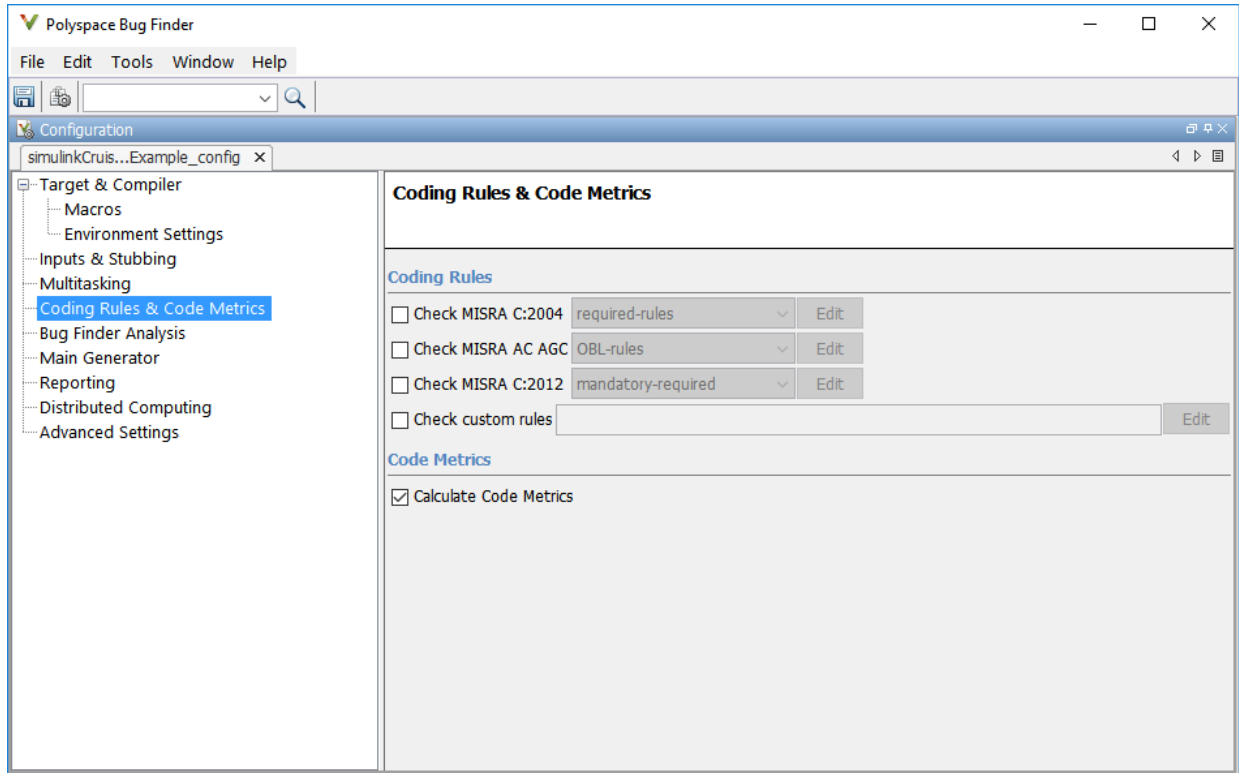 Polyspace Bug Finder
File Edit Tools Window Help
Configuration
simulinkCruis...Example_config
Target & Compiler
Macros
Environment Settings
Inputs & Stubbing
Multitasking
Coding Rules & Code Metrics
Bug Finder Analysis
Main Generator
Reporting
Distributed Computing
Advanced Settings
Coding Rules & Code Metrics
Coding Rules
Check MISRA C:2004 required-rules Edit
Check MISRA AC AGC OBL-rules Edit
Check MISRA C:2012 mandatory-required Edit
Check custom rules Edit
Code Metrics
Calculate Code Metrics